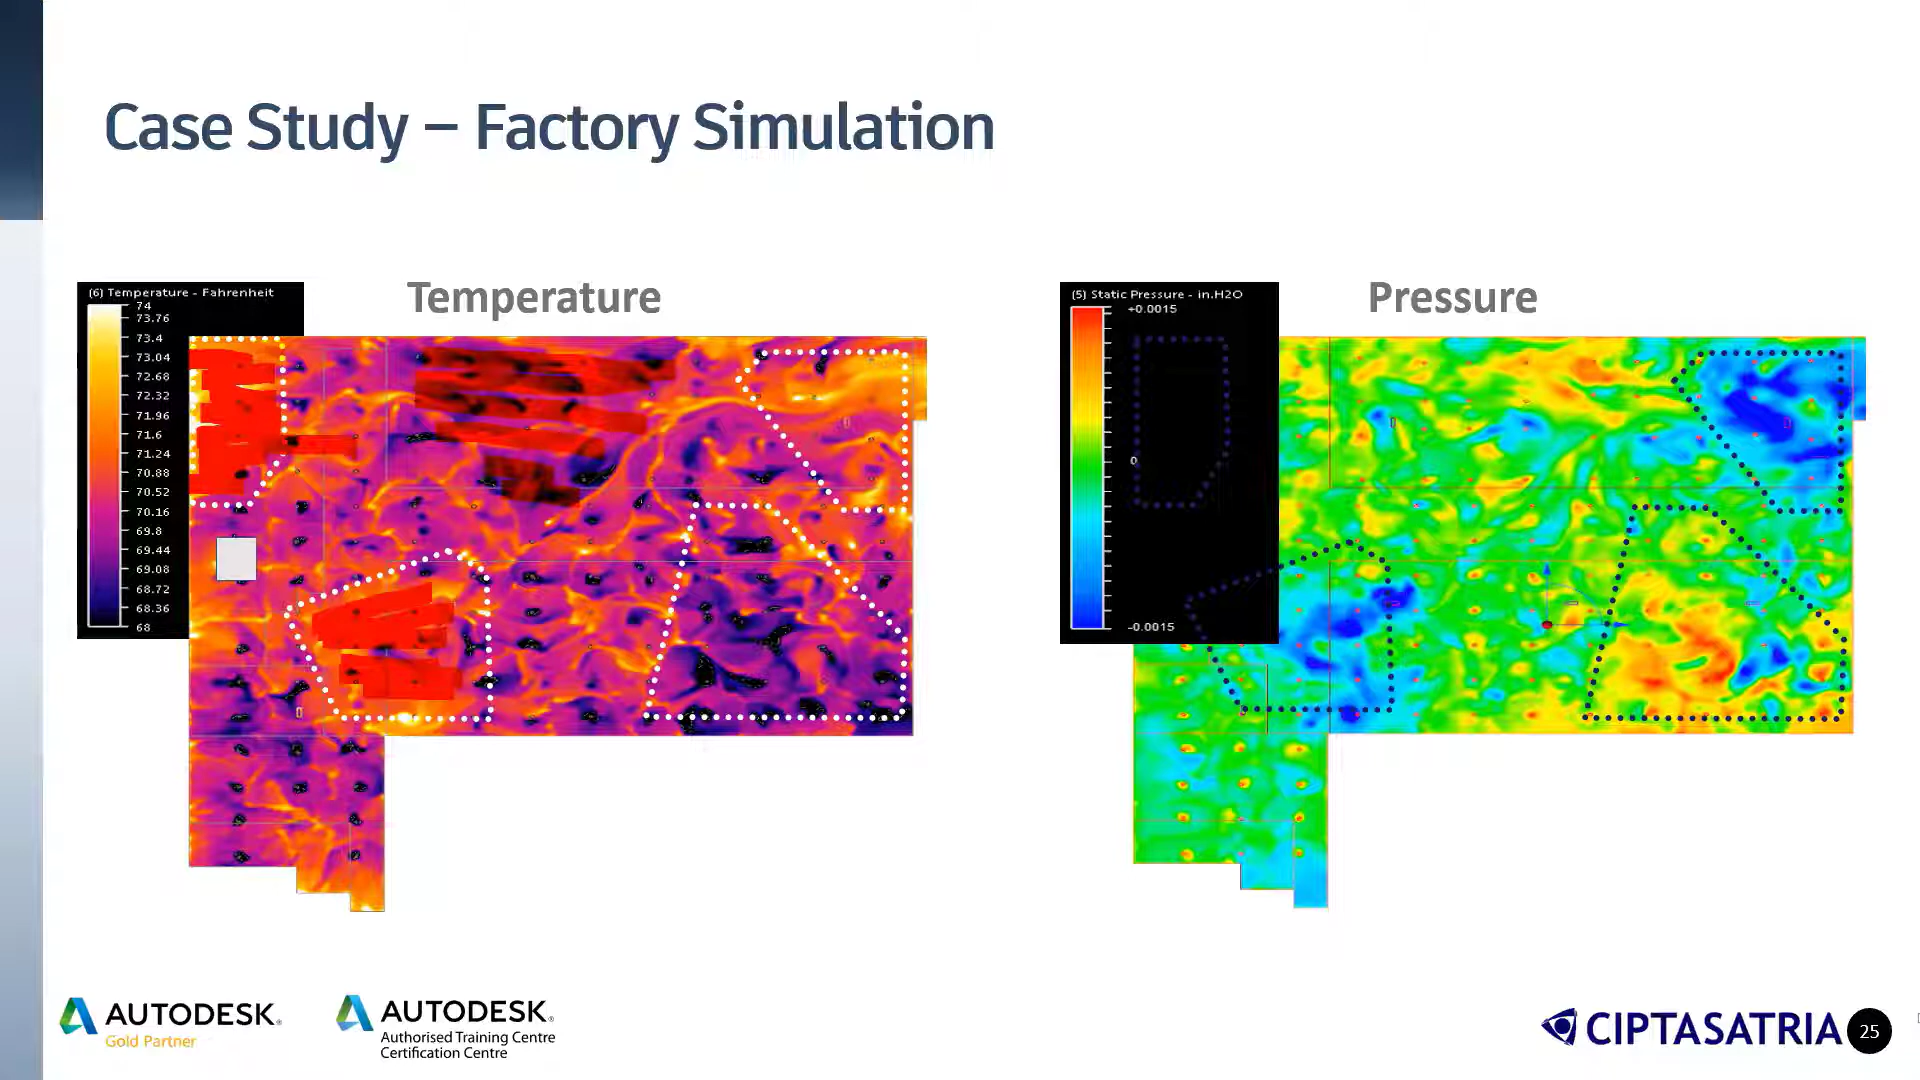 Case Study – Factory Simulation
Temperature
(6) Temperature - Fahrenheit
74
73.76
73.4
73.04
72.68
72.32
71.96
71.6
71.24
70.88
70.52
70.16
69.8
69.44
69.08
68.72
68.36
68
Pressure
(5) Static Pressure - in.H2O
+0.0015
0
-0.0015
AUTODESK®
Gold Partner
AUTODESK®
Authorised Training Centre
Certification Centre
CIPTASATRIA
25